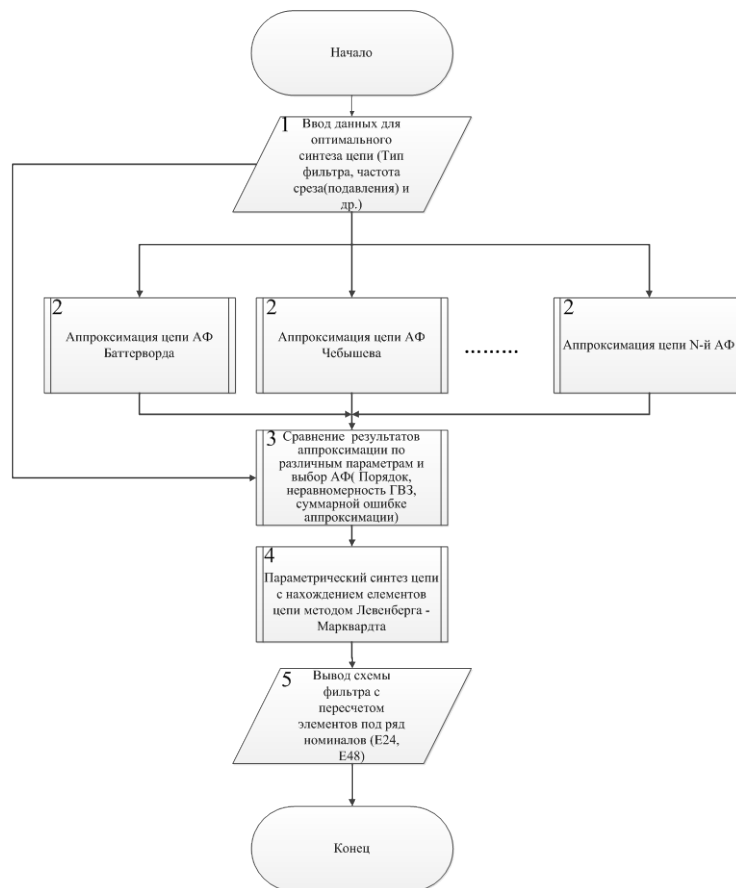 Начало
1
Ввод данных для
оптимального
синтеза цепи (Тип
фильтра, частота
среза(подавления) и
др.)
2
Аппроксимация цепи АФ
Баттерворда
2
Аппроксимация цепи АФ
Чебышева
.........
2
Аппроксимация цепи N-й АФ
3
Сравнение результатов
аппроксимации по
различным параметрам и
выбор АФ( Порядок,
неравномерность ГВЗ,
суммарной ошибке
аппроксимации)
4
Параметрический синтез цепи
с нахождением елементов
цепи методом Левенберга -
Марквардта
5
Вывод схемы
фильтра с
пересчетом
элементов под ряд
номиналов (E24,
E48)
Конец